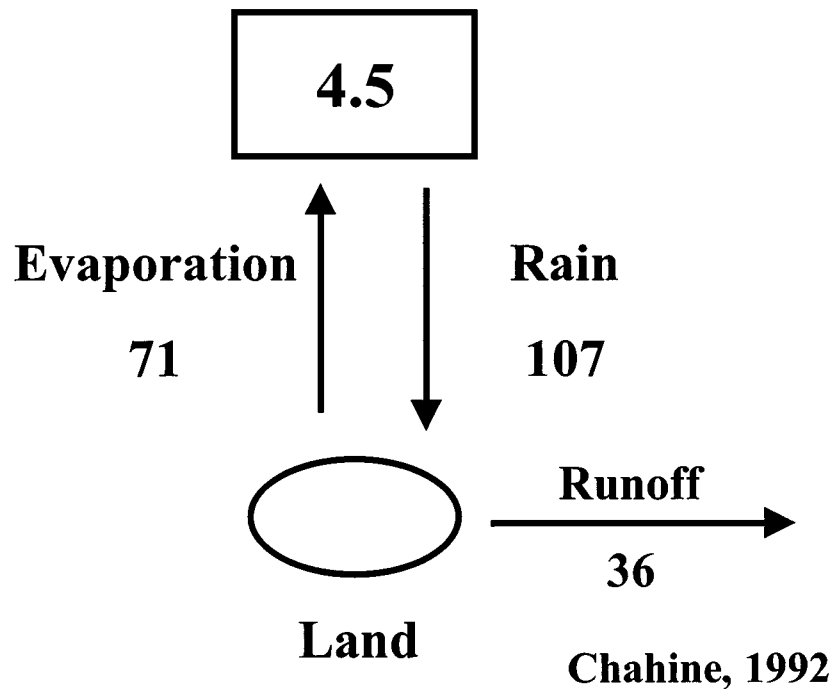 4.5
Evaporation
71
Rain
107
Runoff
36
Land
Chahine, 1992